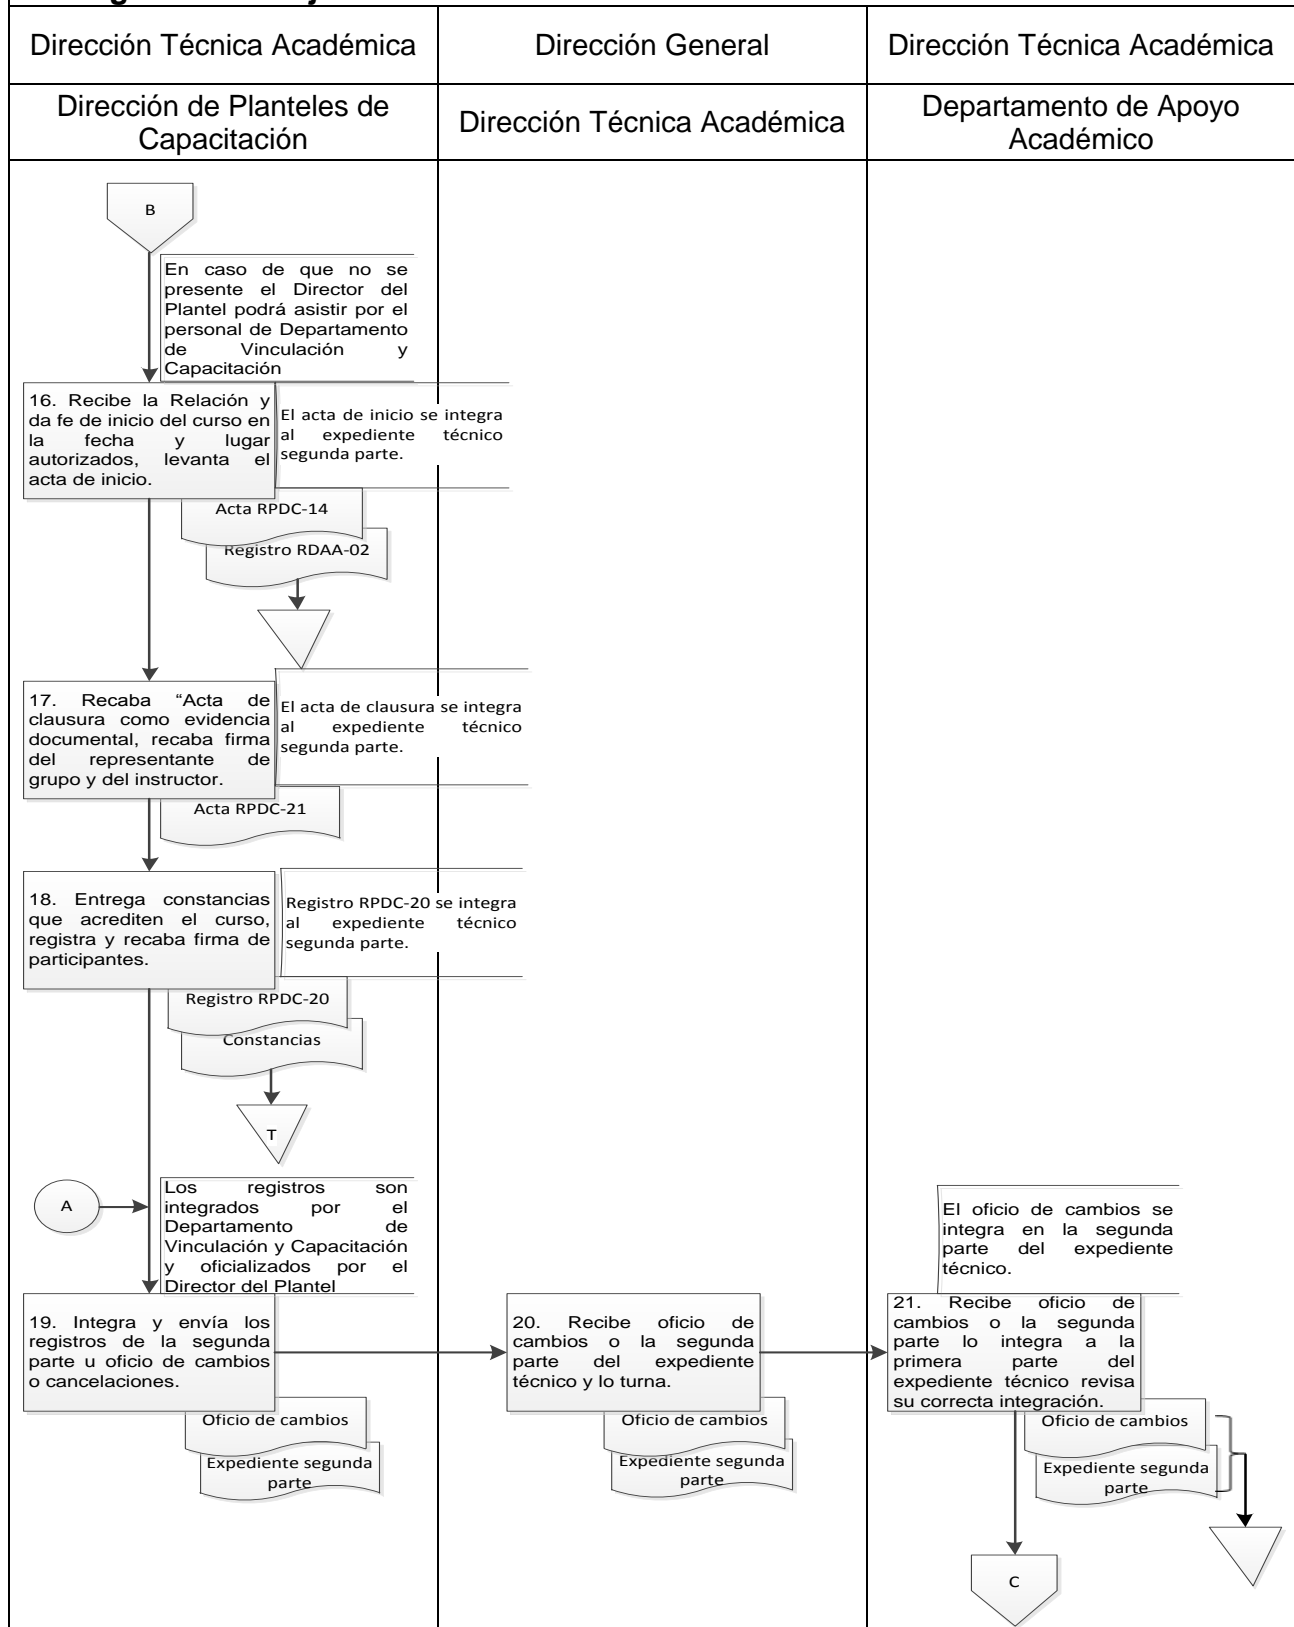 Dirección Técnica Académica
Dirección General
Dirección Técnica Académica
Dirección de Planteles de
Capacitación
Dirección Técnica Académica
Departamento de Apoyo
Académico
B
En caso de que no se
presente el Director del
Plantel podrá asistir por el
personal de Departamento
de Vinculación y
Capacitación
16. Recibe la Relación y
da fe de inicio del curso en
la fecha y lugar
autorizados, levanta el
acta de inicio.
El acta de inicio se integra
al expediente técnico
segunda parte.
Acta RPDC-14
Registro RDAA-02
17. Recaba “Acta de
clausura como evidencia
documental, recaba firma
del representante de
grupo y del instructor.
El acta de clausura se integra
al expediente técnico
segunda parte.
Acta RPDC-21
18. Entrega constancias
que acrediten el curso,
registra y recaba firma de
participantes.
Registro RPDC-20 se integra
al expediente técnico
segunda parte.
Registro RPDC-20
Constancias
T
A
Los registros son
integrados por el
Departamento de
Vinculación y Capacitación
y oficializados por el
Director del Plantel
19. Integra y envía los
registros de la segunda
parte u oficio de cambios
o cancelaciones.
Oficio de cambios
Expediente segunda
parte
20. Recibe oficio de
cambios o la segunda
parte del expediente
técnico y lo turna.
Oficio de cambios
Expediente segunda
parte
El oficio de cambios se
integra en la segunda
parte del expediente
técnico.
21. Recibe oficio de
cambios o la segunda
parte lo integra a la
primera parte del
expediente técnico revisa
su correcta integración.
Oficio de cambios
Expediente segunda
parte
C